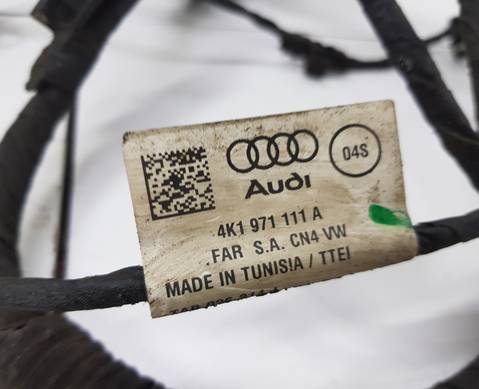 04S
Audi
4K1 971 111 A
FAR S.A. CN4 VW
MADE IN TUNISIA / TTEI